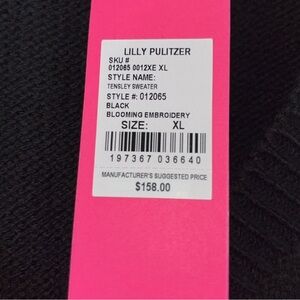 LILLY PULITZER
SKU #
012065 0012XE XL
STYLE NAME:
TENSLEY SWEATER
STYLE #: 012065
BLACK
BLOOMING EMBROIDERY
SIZE: XL
197367 036640
MANUFACTURER'S SUGGESTED PRICE
$158.00